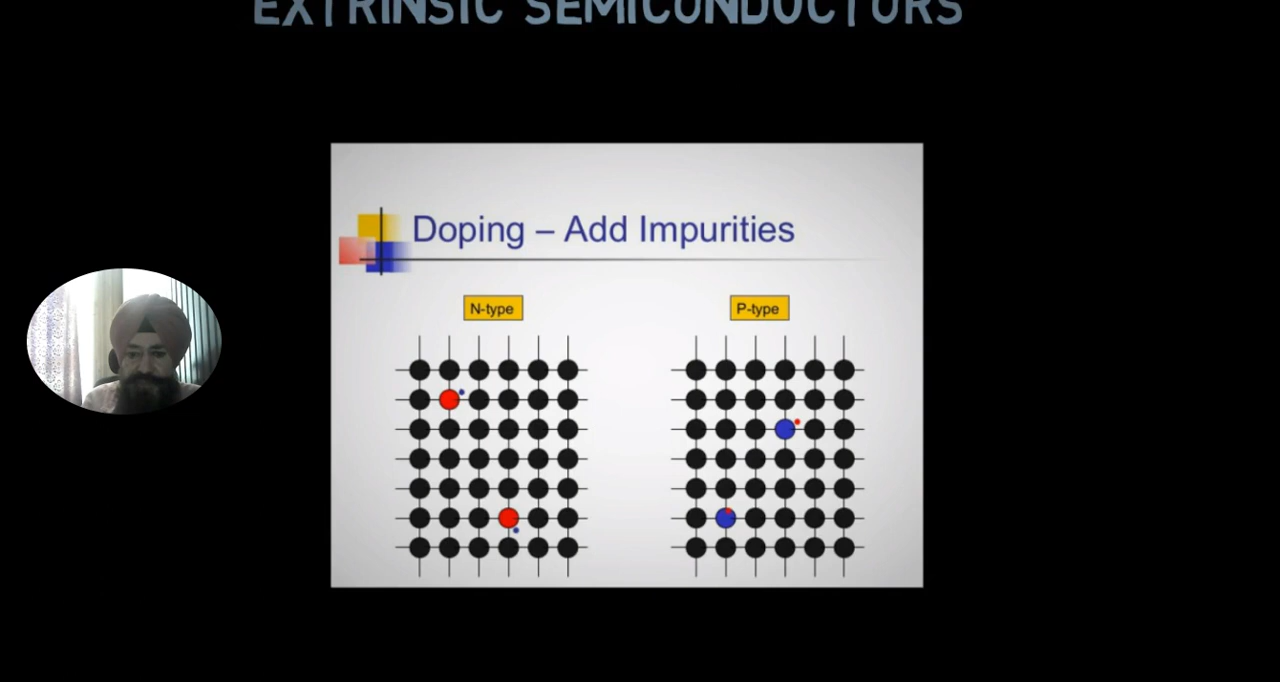 EXTRINSIC SEMICONDUCTORS
Doping – Add Impurities
N-type
P-type